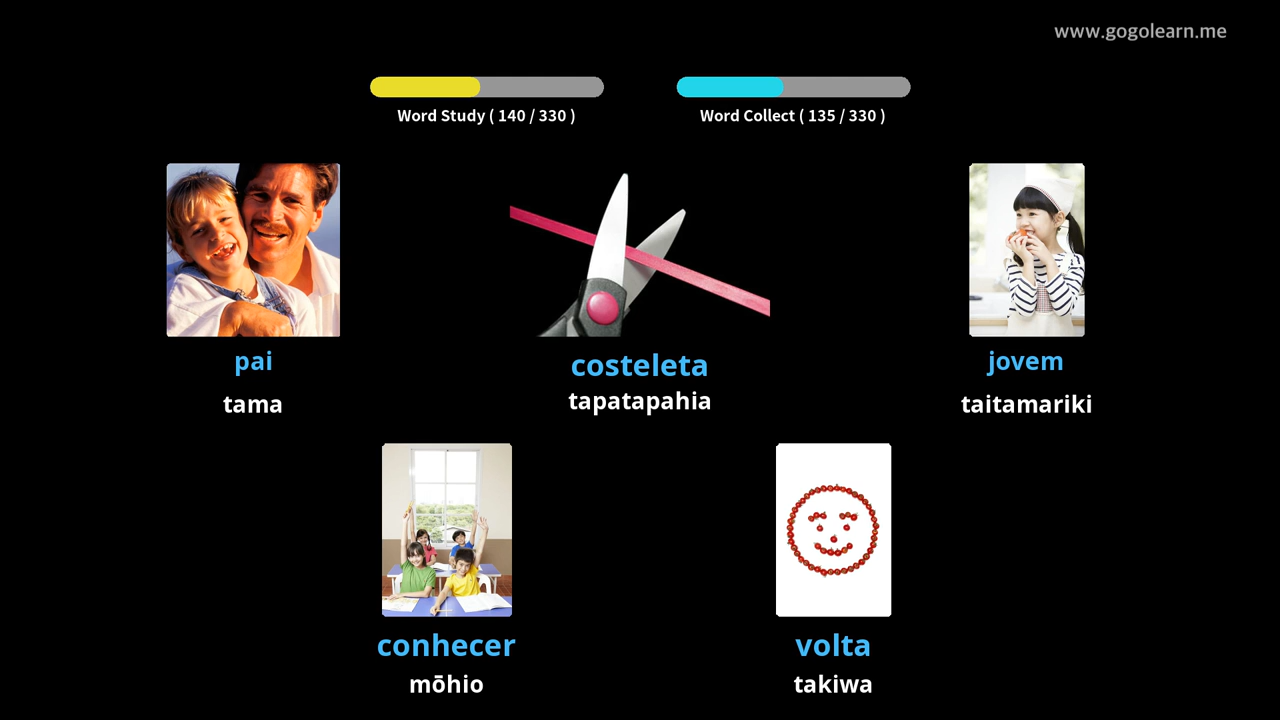 www.gogolearn.me
Word Study ( 140 / 330 )
Word Collect ( 135 / 330 )
pai
tama
costeleta
tapatapahia
jovem
taitamariki
conhecer
mōhio
volta
takiwa